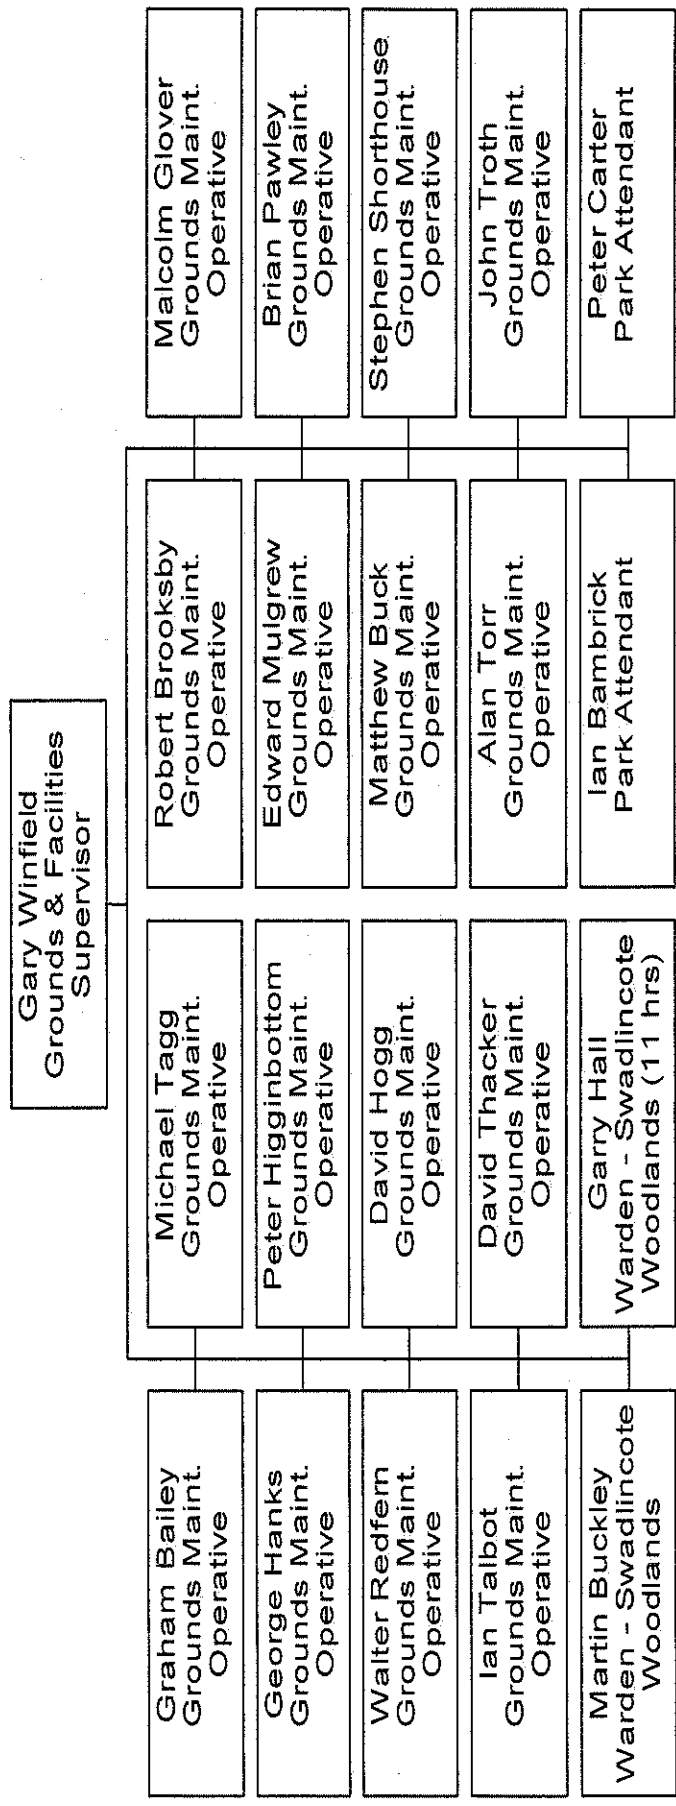 Gary Winfield
Grounds & Facilities
Supervisor
Graham Bailey
Grounds Maint.
Operative
Michael Tagg
Grounds Maint.
Operative
Robert Brooksby
Grounds Maint.
Operative
Malcolm Glover
Grounds Maint.
Operative
George Hanks
Grounds Maint.
Operative
Peter Higginbottom
Grounds Maint.
Operative
Edward Mulgrew
Grounds Maint.
Operative
Brian Pawley
Grounds Maint.
Operative
Walter Redfern
Grounds Maint.
Operative
David Hogg
Grounds Maint.
Operative
Matthew Buck
Grounds Maint.
Operative
Stephen Shorthouse
Grounds Maint.
Operative
Ian Talbot
Grounds Maint.
Operative
David Thacker
Grounds Maint.
Operative
Alan Torr
Grounds Maint.
Operative
John Troth
Grounds Maint.
Operative
Martin Buckley
Warden - Swadlincote
Woodlands
Garry Hall
Warden - Swadlincote
Woodlands (11 hrs)
Ian Bambrick
Park Attendant
Peter Carter
Park Attendant